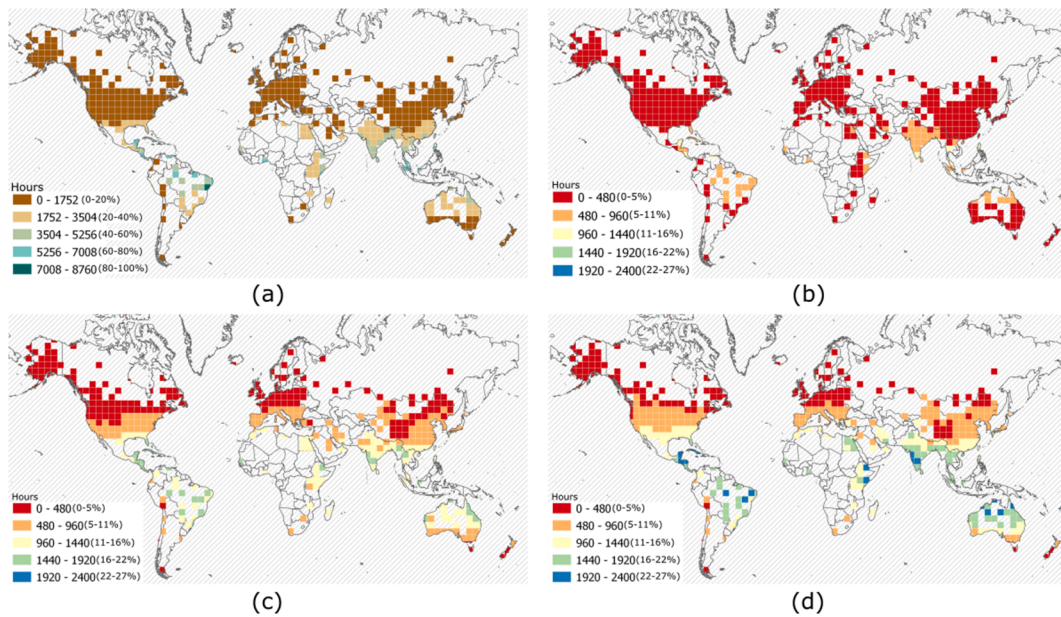 Hours
0 - 1752 (0-20%)
1752 - 3504 (20-40%)
3504 - 5256 (40-60%)
5256 - 7008 (60-80%)
7008 - 8760 (80-100%)
(a)
Hours
0 - 480 (0-5%)
480 - 960 (5-11%)
960 - 1440 (11-16%)
1440 - 1920 (16-22%)
1920 - 2400 (22-27%)
(b)
Hours
0 - 480 (0-5%)
480 - 960 (5-11%)
960 - 1440 (11-16%)
1440 - 1920 (16-22%)
1920 - 2400 (22-27%)
(c)
Hours
0 - 480 (0-5%)
480 - 960 (5-11%)
960 - 1440 (11-16%)
1440 - 1920 (16-22%)
1920 - 2400 (22-27%)
(d)